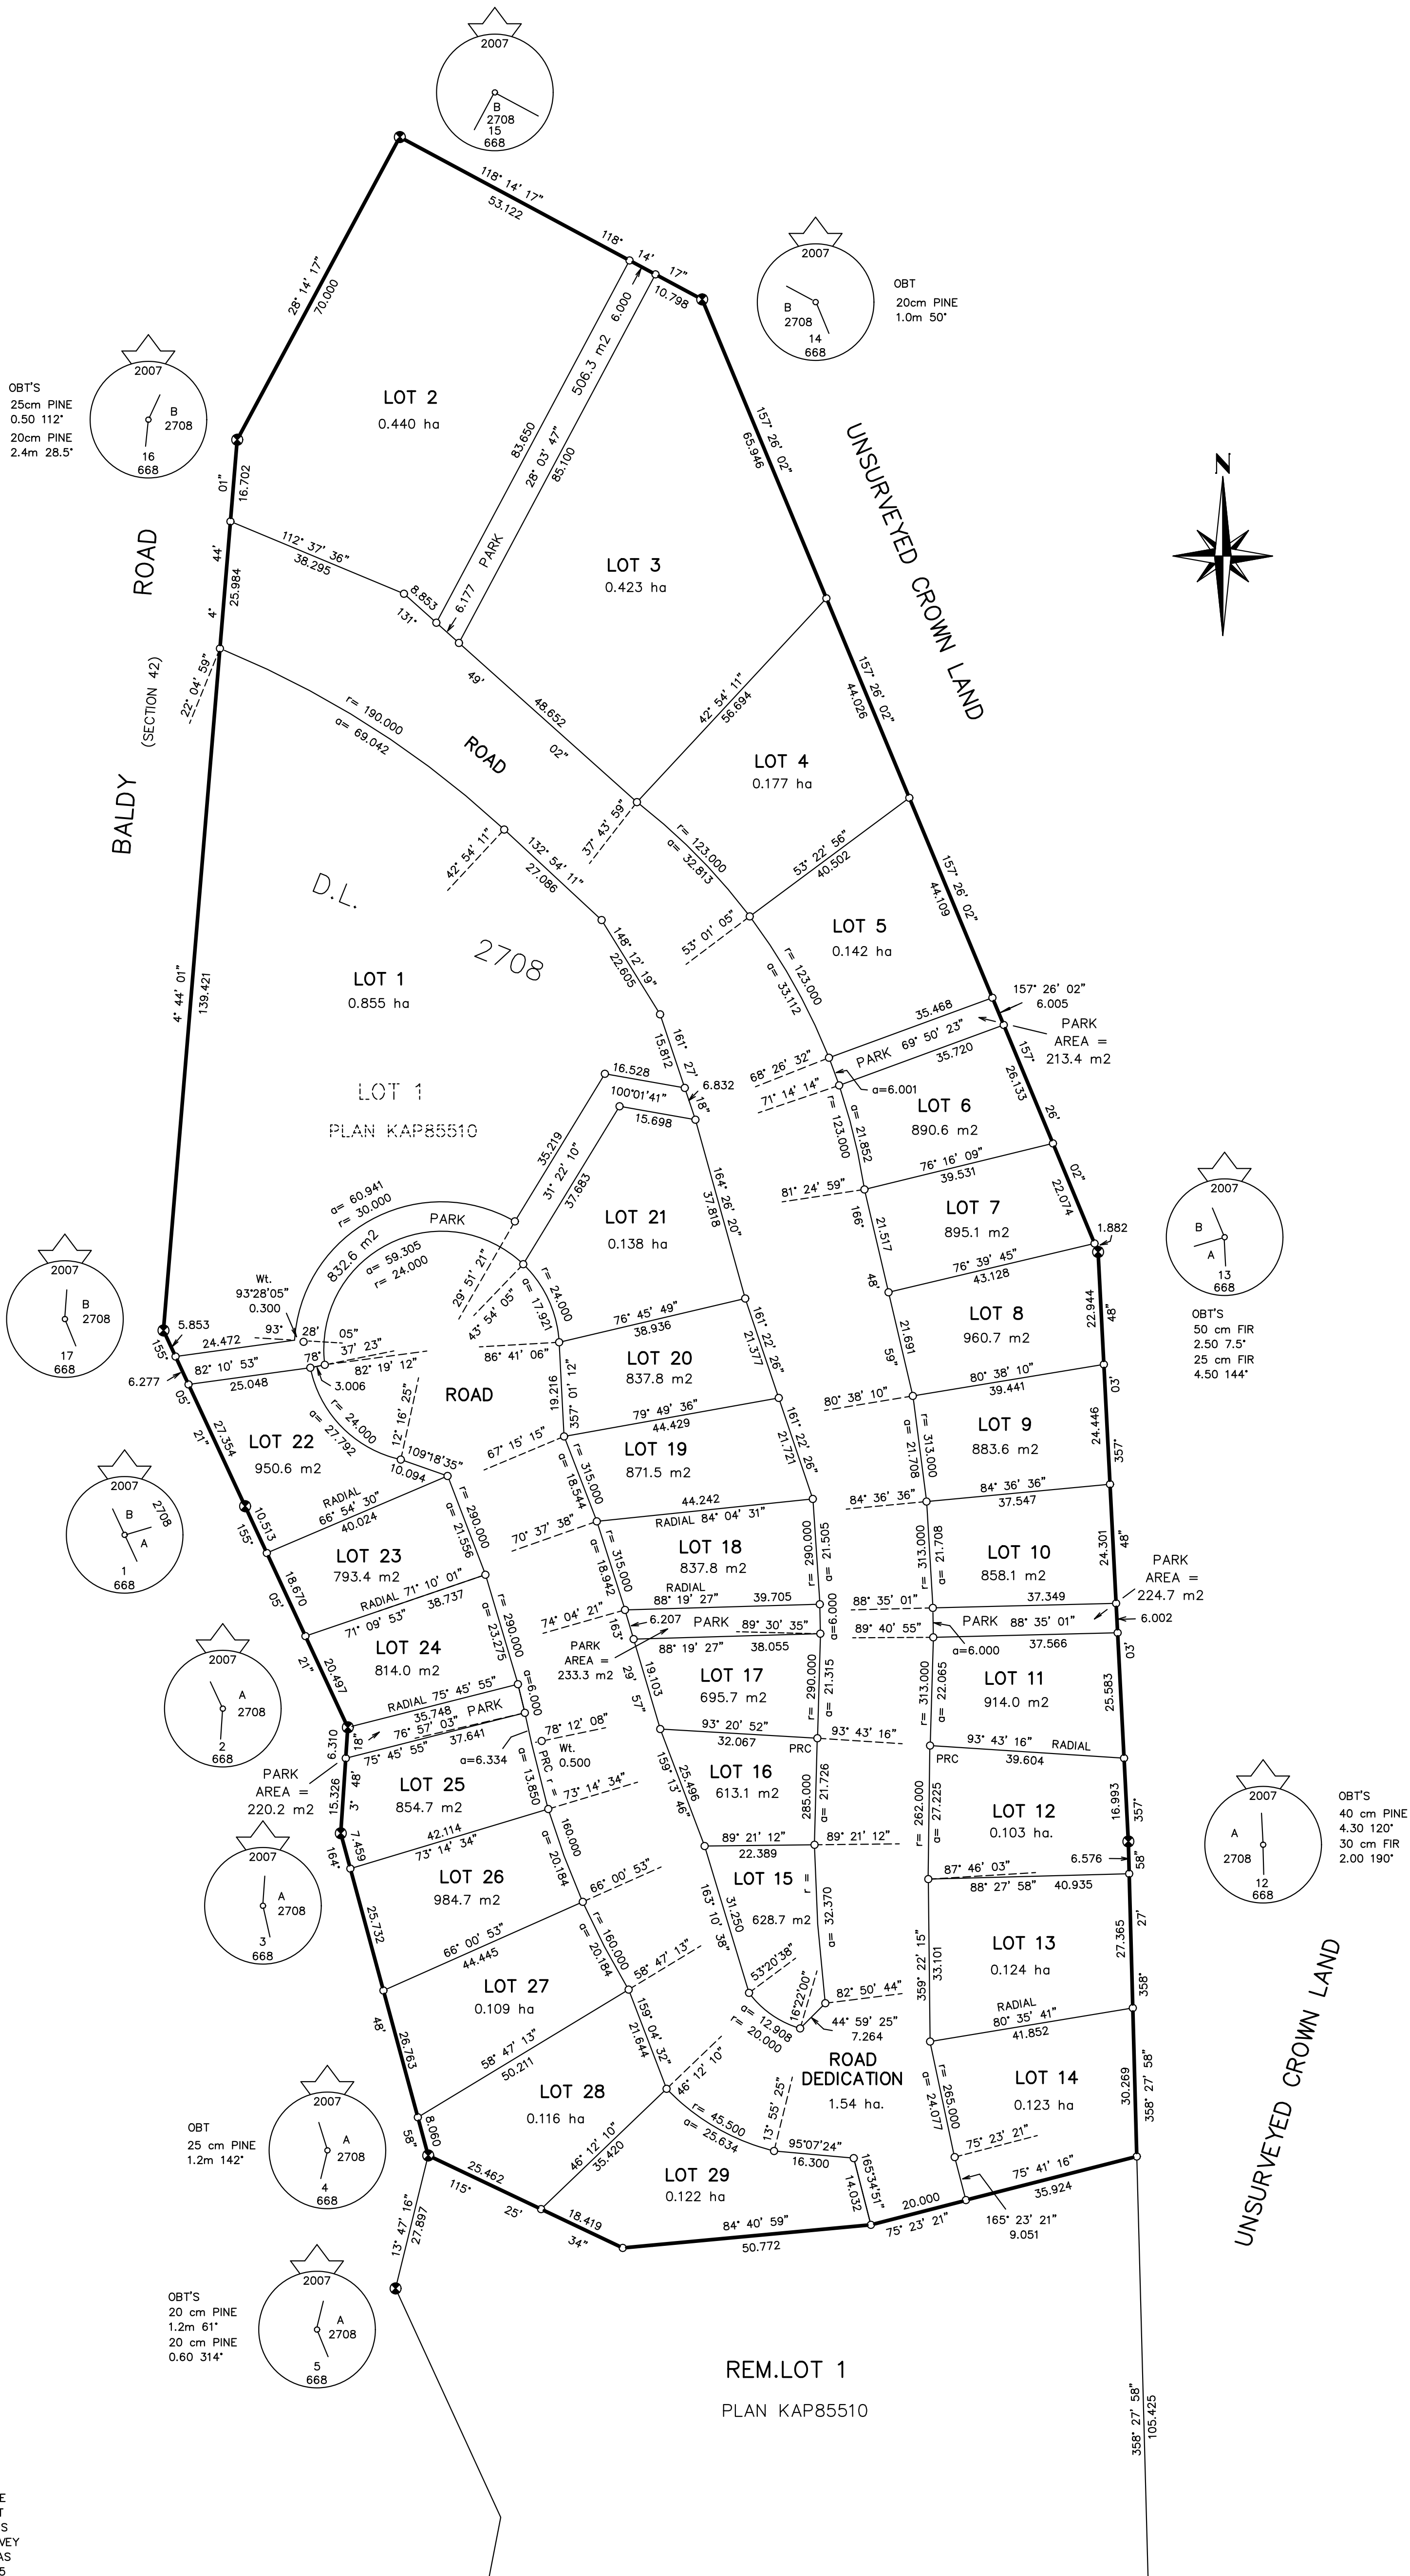 2007
B
2708
15
668
118° 14' 17"
53.122
118°
14'
17"
10.798
6.000
2007
B
2708
14
668
OBT
20cm PINE
1.0m 50°
28° 14' 17"
70.000
2007
B
2708
16
668
OBT'S
25cm PINE
0.50 112°
20cm PINE
2.4m 28.5°
LOT 2
0.440 ha
83.650
506.3 m2
28° 03' 47"
85.100
PARK
6.177
157° 26' 02"
65.946
UNSURVEYED CROWN LAND
N
01"
16.702
44'
25.984
4°
112° 37' 36"
38.295
8.853
131°
49'
48.652
02"
LOT 3
0.423 ha
BALDY ROAD
(SECTION 42)
22° 04' 59"
r= 190.000
a= 69.042
ROAD
42° 54' 11"
56.694
157° 26' 02"
44.026
LOT 4
0.177 ha
37° 43' 59"
r= 123.000
a= 32.813
42° 54' 11"
132° 54' 11"
27.086
53° 22' 56"
40.502
157° 26' 02"
44.109
D.L.
2708
53° 01' 05"
LOT 5
0.142 ha
r= 123.000
a= 33.112
148° 12' 19"
22.605
LOT 1
0.855 ha
4° 44' 01"
139.421
161° 27'
15.812
18"
6.832
35.468
157° 26' 02"
6.005
PARK
AREA =
213.4 m2
PARK 69° 50' 23"
35.720
68° 26' 32"
71° 14' 14"
a=6.001
157°
26.133
26'
LOT 1
PLAN KAP85510
16.528
100°01'41"
15.698
35.219
31° 22' 10"
37.683
r= 123.000
a= 21.852
LOT 6
890.6 m2
76° 16' 09"
39.531
81° 24' 59"
02"
22.074
1.882
164° 26' 20"
37.818
a= 60.941
r= 30.000
PARK
832.6 m2
a= 59.305
r= 24.000
29° 51' 21"
43° 54' 05"
r= 24.000
a= 17.921
LOT 21
0.138 ha
166°
21.517
LOT 7
895.1 m2
76° 39' 45"
43.128
48'
2007
B
A
13
668
OBT'S
50 cm FIR
2.50 7.5°
25 cm FIR
4.50 144°
2007
B
2708
17
668
5.853
155°
24.472
Wt.
93°28'05"
0.300
93°
28'
05"
82° 10' 53"
25.048
6.277
78°
37' 23"
82° 19' 12"
3.006
86° 41' 06"
76° 45' 49"
38.936
LOT 20
837.8 m2
161° 22' 26"
21.377
21.691
59"
LOT 8
960.7 m2
22.944
48"
05'
27.354
21"
r= 24.000
a= 27.792
12° 16' 25"
ROAD
19.216
357° 01' 12"
79° 49' 36"
44.429
80° 38' 10"
80° 38' 10"
39.441
03'
24.446
357°
LOT 22
950.6 m2
109°18'35"
10.094
67° 15' 15"
LOT 19
871.5 m2
r= 315.000
a= 18.544
161° 22' 26"
21.721
r= 313.000
a= 21.708
LOT 9
883.6 m2
84° 36' 36"
84° 36' 36"
37.547
2007
B
A
2708
1
668
10.513
155°
RADIAL
66° 54' 30"
40.024
r= 290.000
a= 21.556
70° 37' 38"
44.242
RADIAL 84° 04' 31"
LOT 23
793.4 m2
18.670
05'
LOT 18
837.8 m2
r= 315.000
a= 18.942
r= 290.000
a= 21.505
r= 313.000
a= 21.708
LOT 10
858.1 m2
24.301
48"
RADIAL 71° 10' 01"
71° 09' 53"
38.737
RADIAL
88° 19' 27"
39.705
74° 04' 21"
6.207
PARK
89° 30' 35"
a=6.000
88° 35' 01"
37.349
PARK
AREA =
224.7 m2
PARK 88° 35' 01"
6.002
89° 40' 55"
a=6.000
37.566
163°
PARK
AREA =
233.3 m2
88° 19' 27"
38.055
LOT 24
814.0 m2
20.497
21"
r= 290.000
a= 23.275
29'
19.103
57"
LOT 17
695.7 m2
r= 290.000
a= 21.315
r= 313.000
a= 22.065
LOT 11
914.0 m2
03'
25.583
2007
A
2708
2
668
RADIAL 75° 45' 55"
35.748
a=6.000
PARK
76° 57' 03"
37.641
75° 45' 55"
6.310
18"
PARK
AREA =
220.2 m2
a=6.334
78° 12' 08"
Wt.
0.500
PRC r =
a= 13.850
93° 20' 52"
32.067
PRC
93° 43' 16"
93° 43' 16" RADIAL
39.604
PRC
15.326
3° 48'
LOT 25
854.7 m2
73° 14' 34"
159° 13' 46"
25.496
LOT 16
613.1 m2
285.000
a= 21.726
r= 262.000
a= 27.225
LOT 12
0.103 ha.
16.993
357°
2007
A
2708
12
668
OBT'S
40 cm PINE
4.30 120°
30 cm FIR
2.00 190°
7.459
164°
42.114
73° 14' 34"
160.000
a= 20.184
89° 21' 12"
22.389
89° 21' 12"
6.576
58"
87° 46' 03"
88° 27' 58"
40.935
2007
A
2708
3
668
LOT 26
984.7 m2
25.732
66° 00' 53"
66° 00' 53"
44.445
LOT 15
628.7 m2
r =
a= 32.370
163° 10' 38"
31.250
359° 22' 15"
33.101
LOT 13
0.124 ha
27'
27.365
358°
48'
LOT 27
0.109 ha
r= 160.000
a= 20.184
58° 47' 13"
53°20'38"
16°22'00"
82° 50' 44"
44° 59' 25"
7.264
a= 12.908
r= 20.000
RADIAL
80° 35' 41"
41.852
26.763
58° 47' 13"
50.211
159° 04' 32"
21.644
46° 12' 10"
ROAD
DEDICATION
1.54 ha.
r= 265.000
a= 24.077
LOT 14
0.123 ha
30.269
358° 27' 58"
UNSURVEYED CROWN LAND
8.060
58"
LOT 28
0.116 ha
46° 12' 10"
35.420
r= 45.500
a= 25.634
13° 55' 25"
95°07'24"
16.300
75° 23' 21"
75° 41' 16"
35.924
OBT
25 cm PINE
1.2m 142°
2007
A
2708
4
668
25.462
115°
25'
18.419
34"
LOT 29
0.122 ha
165°34'51"
14.032
20.000
75° 23' 21"
165° 23' 21"
9.051
84° 40' 59"
50.772
13° 47' 16"
27.897
OBT'S
20 cm PINE
1.2m 61°
20 cm PINE
0.60 314°
2007
A
2708
5
668
REM.LOT 1
PLAN KAP85510
358° 27' 58"
105.425
E
T
S
VEY
AS
5